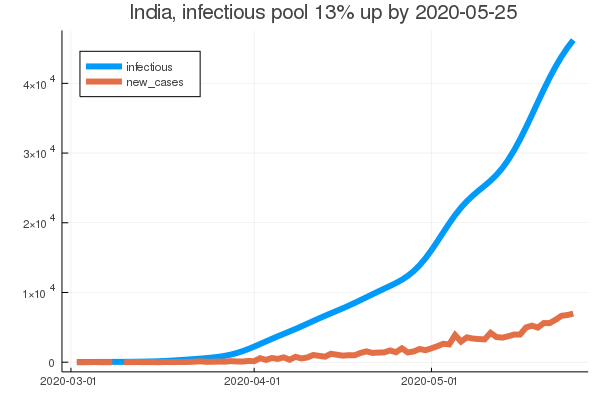 India, infectious pool 13% up by 2020-05-25
infectious
new_cases
4×10 4
3×10 4
2×10 4
1×10 4
0
2020-03-01 2020-04-01 2020-05-01